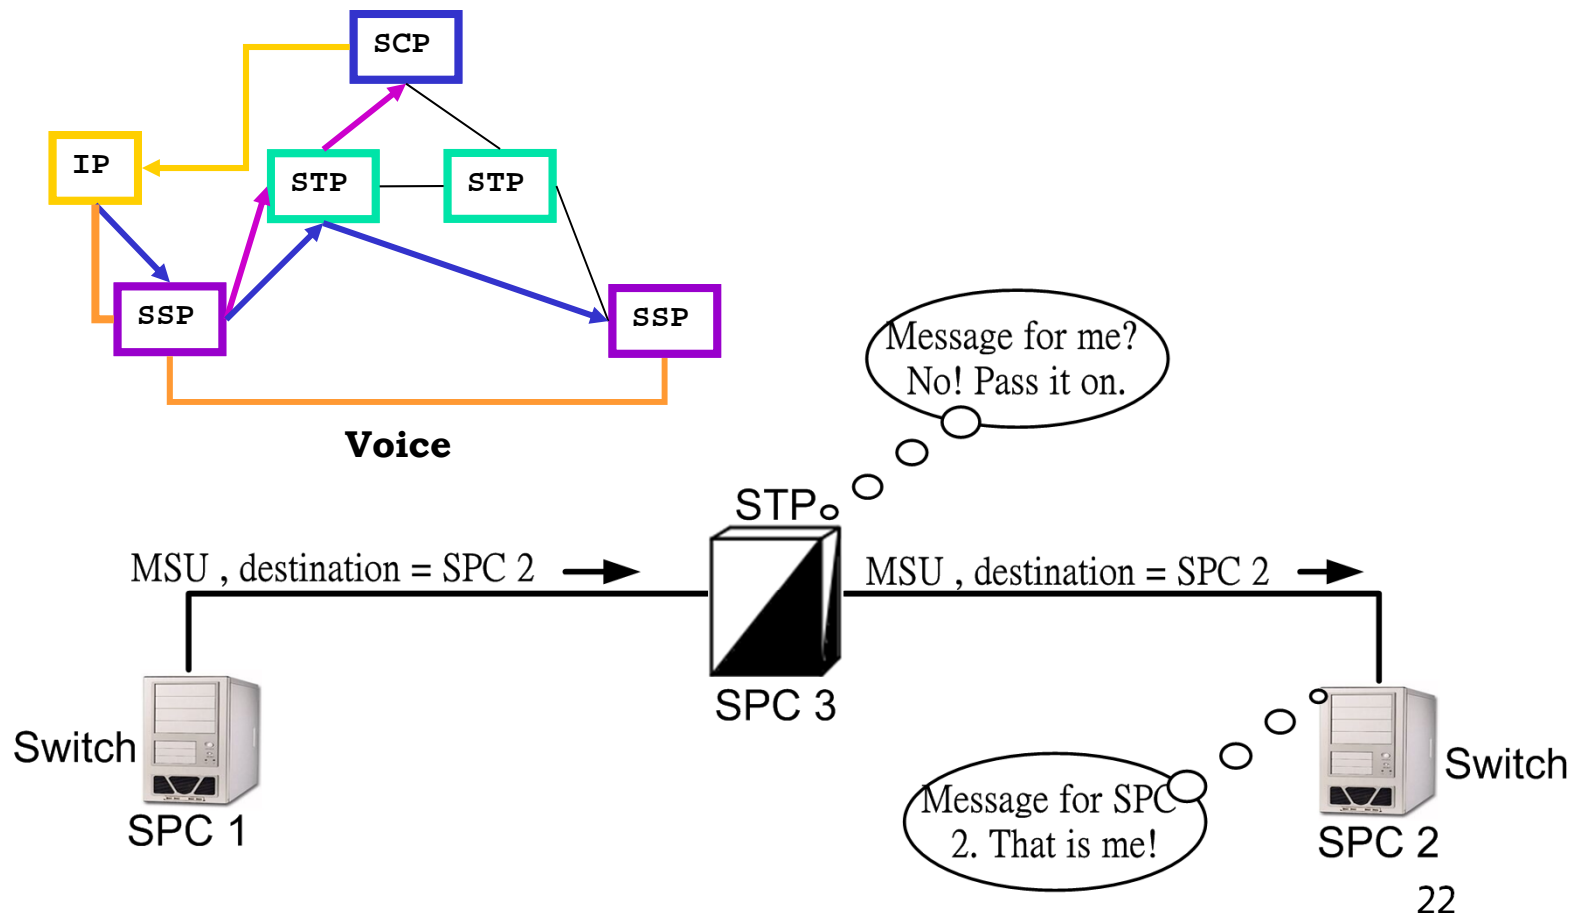 SCP
IP
STP
STP
SSP
SSP
Voice
Message for me?
No! Pass it on.
STP
MSU , destination = SPC 2
MSU , destination = SPC 2
SPC 3
Switch
SPC 1
Message for SPC
2. That is me!
Switch
SPC 2
22